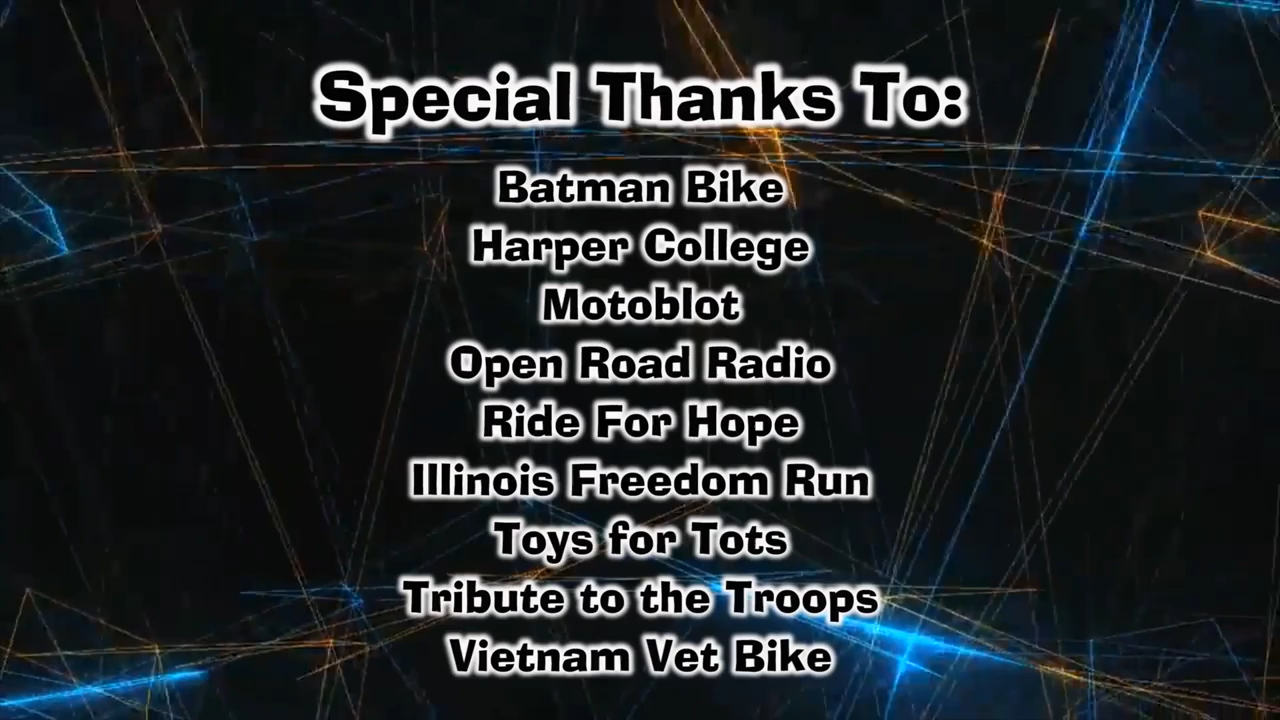 Special Thanks To:
Batman Bike
Harper College
Motoblot
Open Road Radio
Ride For Hope
Illinois Freedom Run
Toys for Tots
Tribute to the Troops
Vietnam Vet Bike